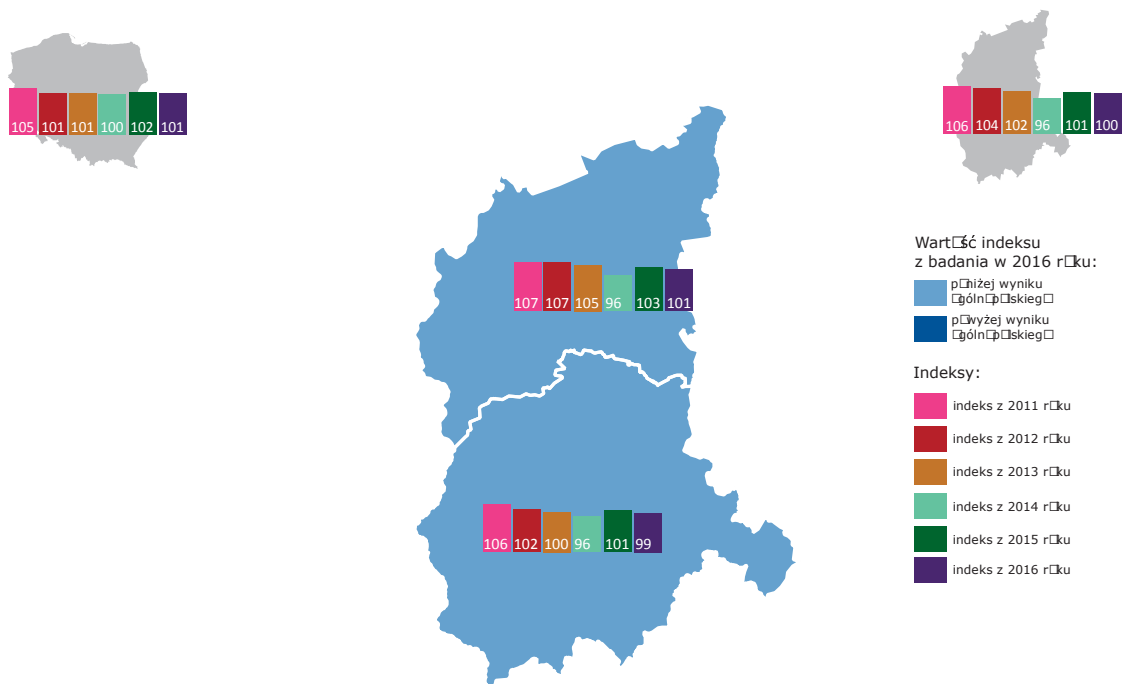 105 101 101 100 102 101
106 104 102 96 101 100
107 107 105 96 103 101
106 102 100 96 101 99
Wart□ść indeksu
z badania w 2016 r□ku:
p□niżej wyniku
□góln□p□lskieg□
p□wyżej wyniku
□góln□p□lskieg□
Indeksy:
indeks z 2011 r□ku
indeks z 2012 r□ku
indeks z 2013 r□ku
indeks z 2014 r□ku
indeks z 2015 r□ku
indeks z 2016 r□ku